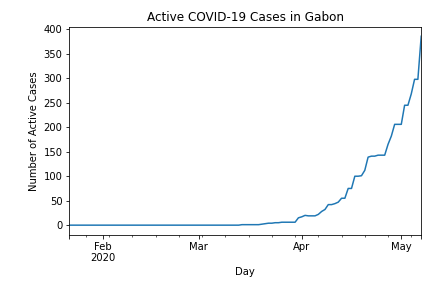 Active COVID-19 Cases in Gabon
Number of Active Cases
400
350
300
250
200
150
100
50
0
Feb
2020
Mar
Apr
May
Day